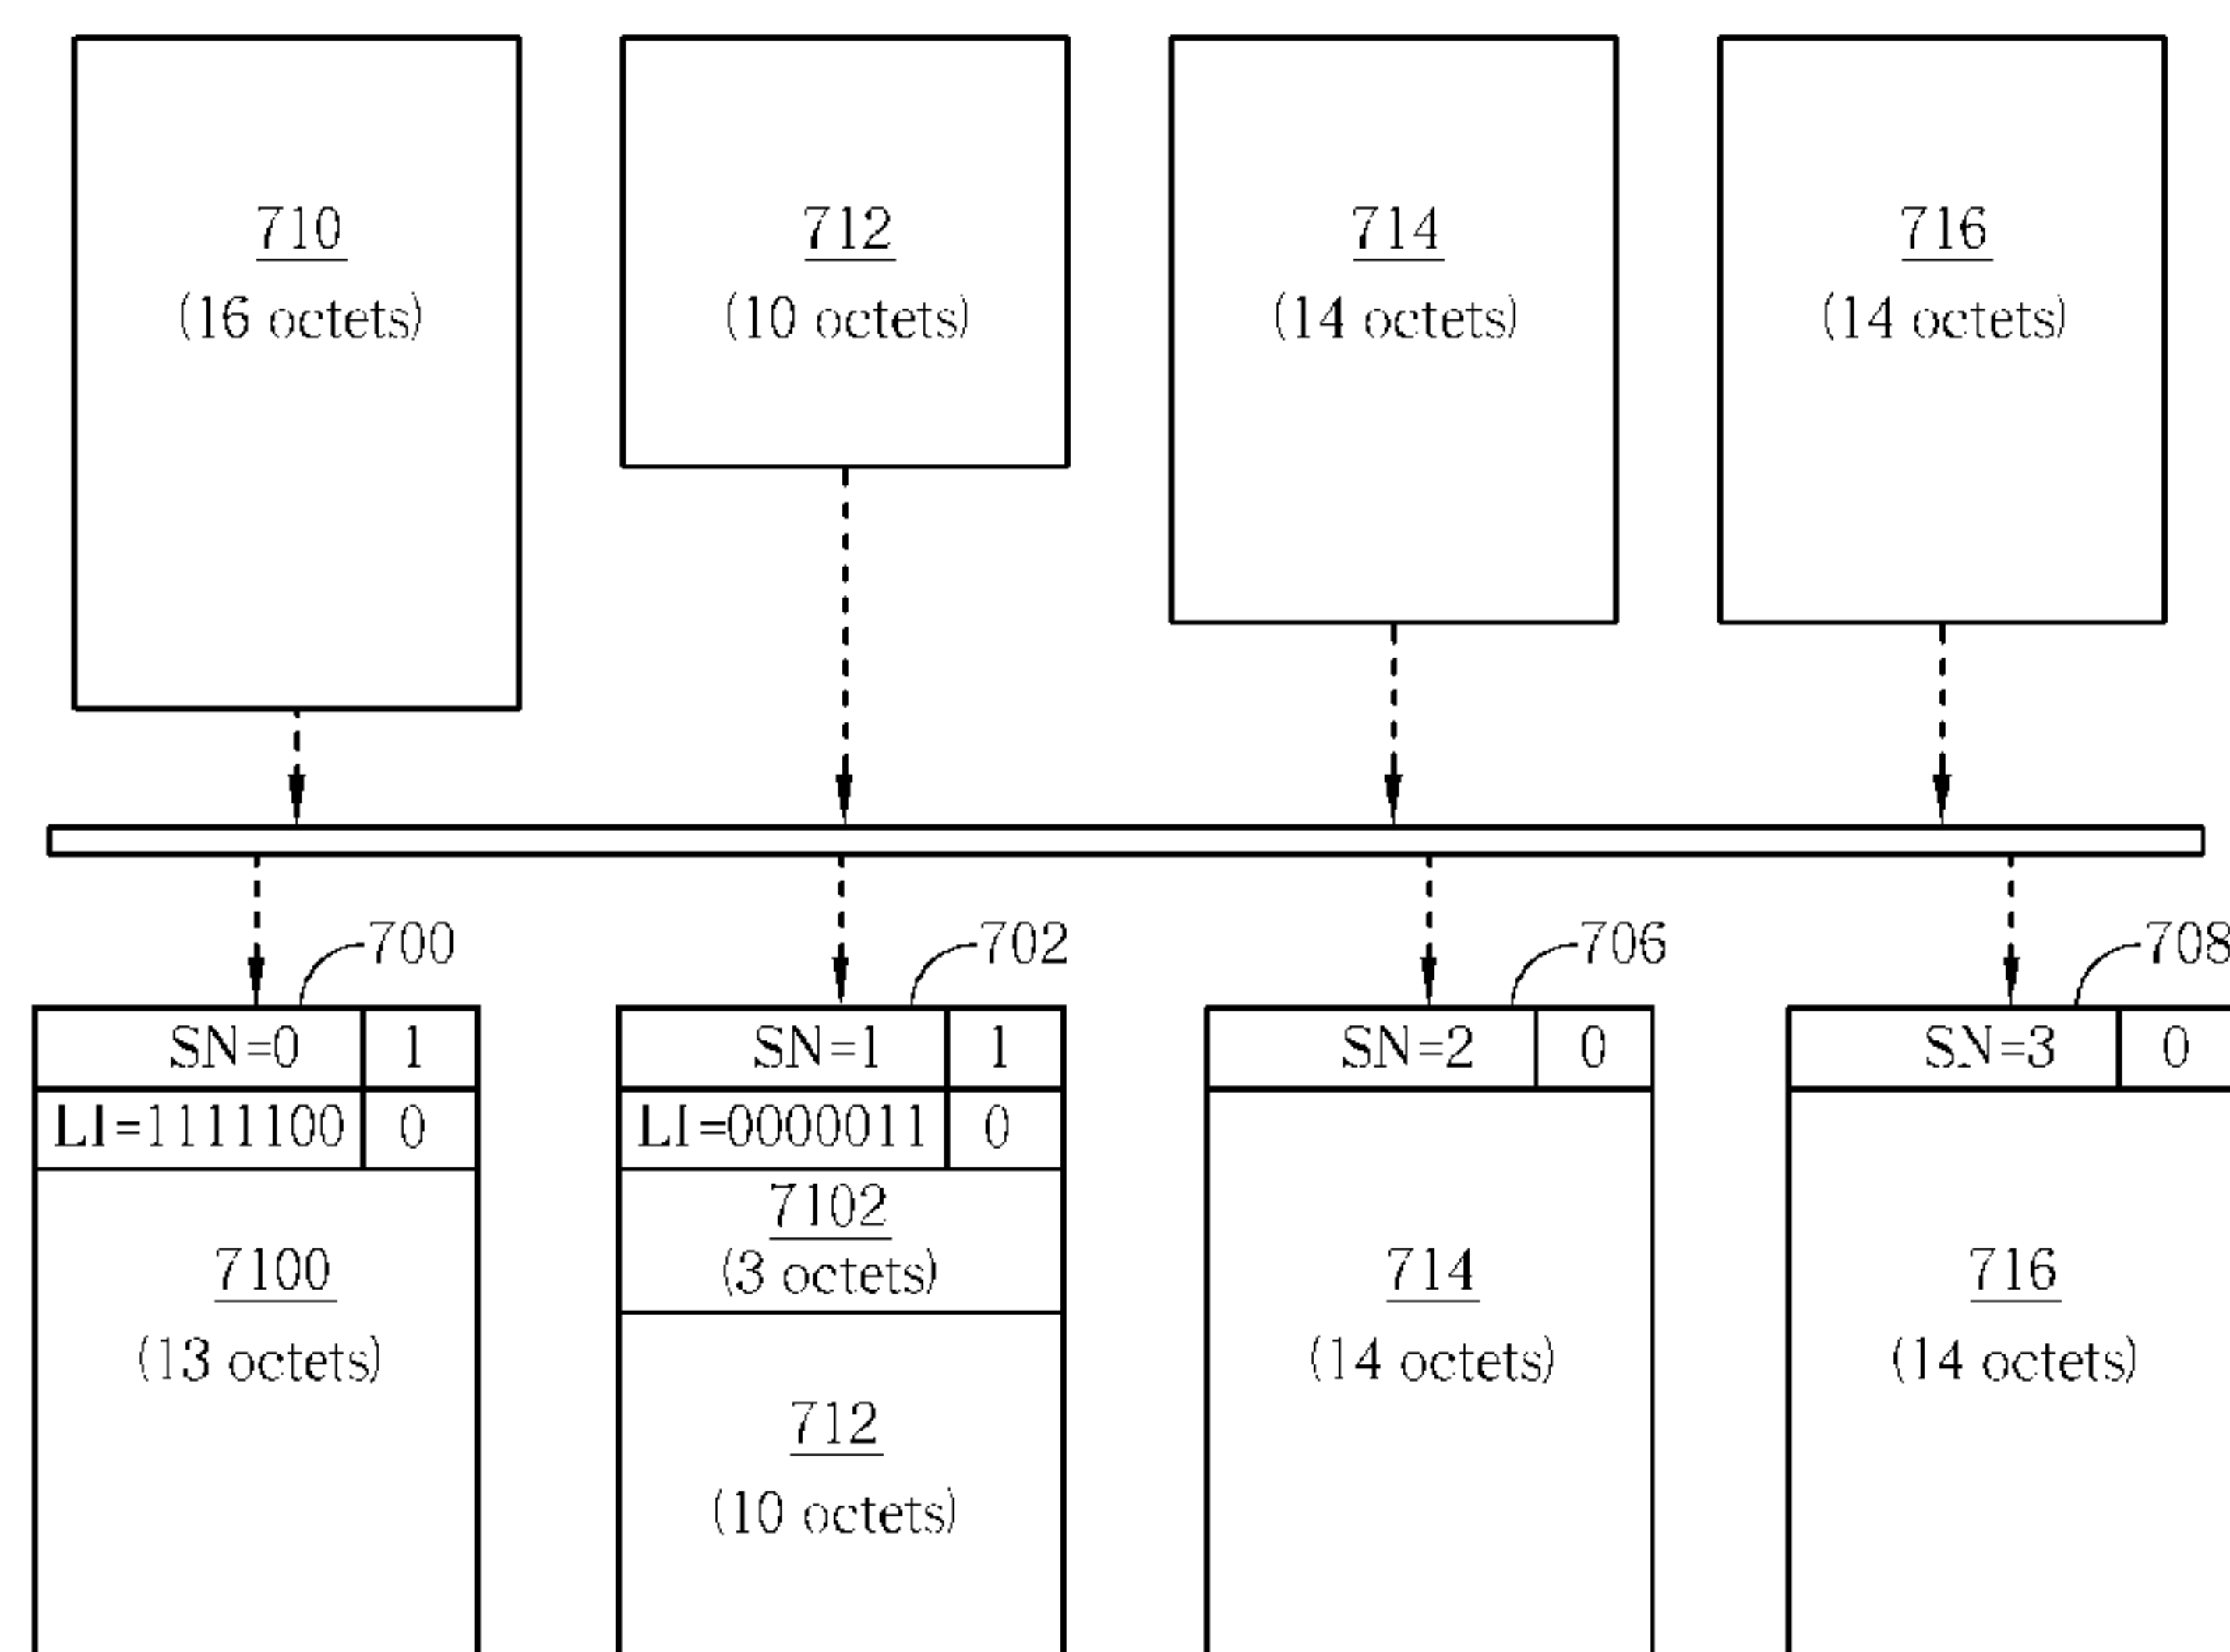 710 712 714 716
(16 octets) (10 octets) (14 octets) (14 octets)
700 702 706 708
SN=0 1 SN=1 1 SN=2 0 SN=3 0
LI=1111100 0 LI=0000011 0
7102
(3 octets)
7100 714 716
(13 octets) (14 octets) (14 octets)
712
(10 octets)